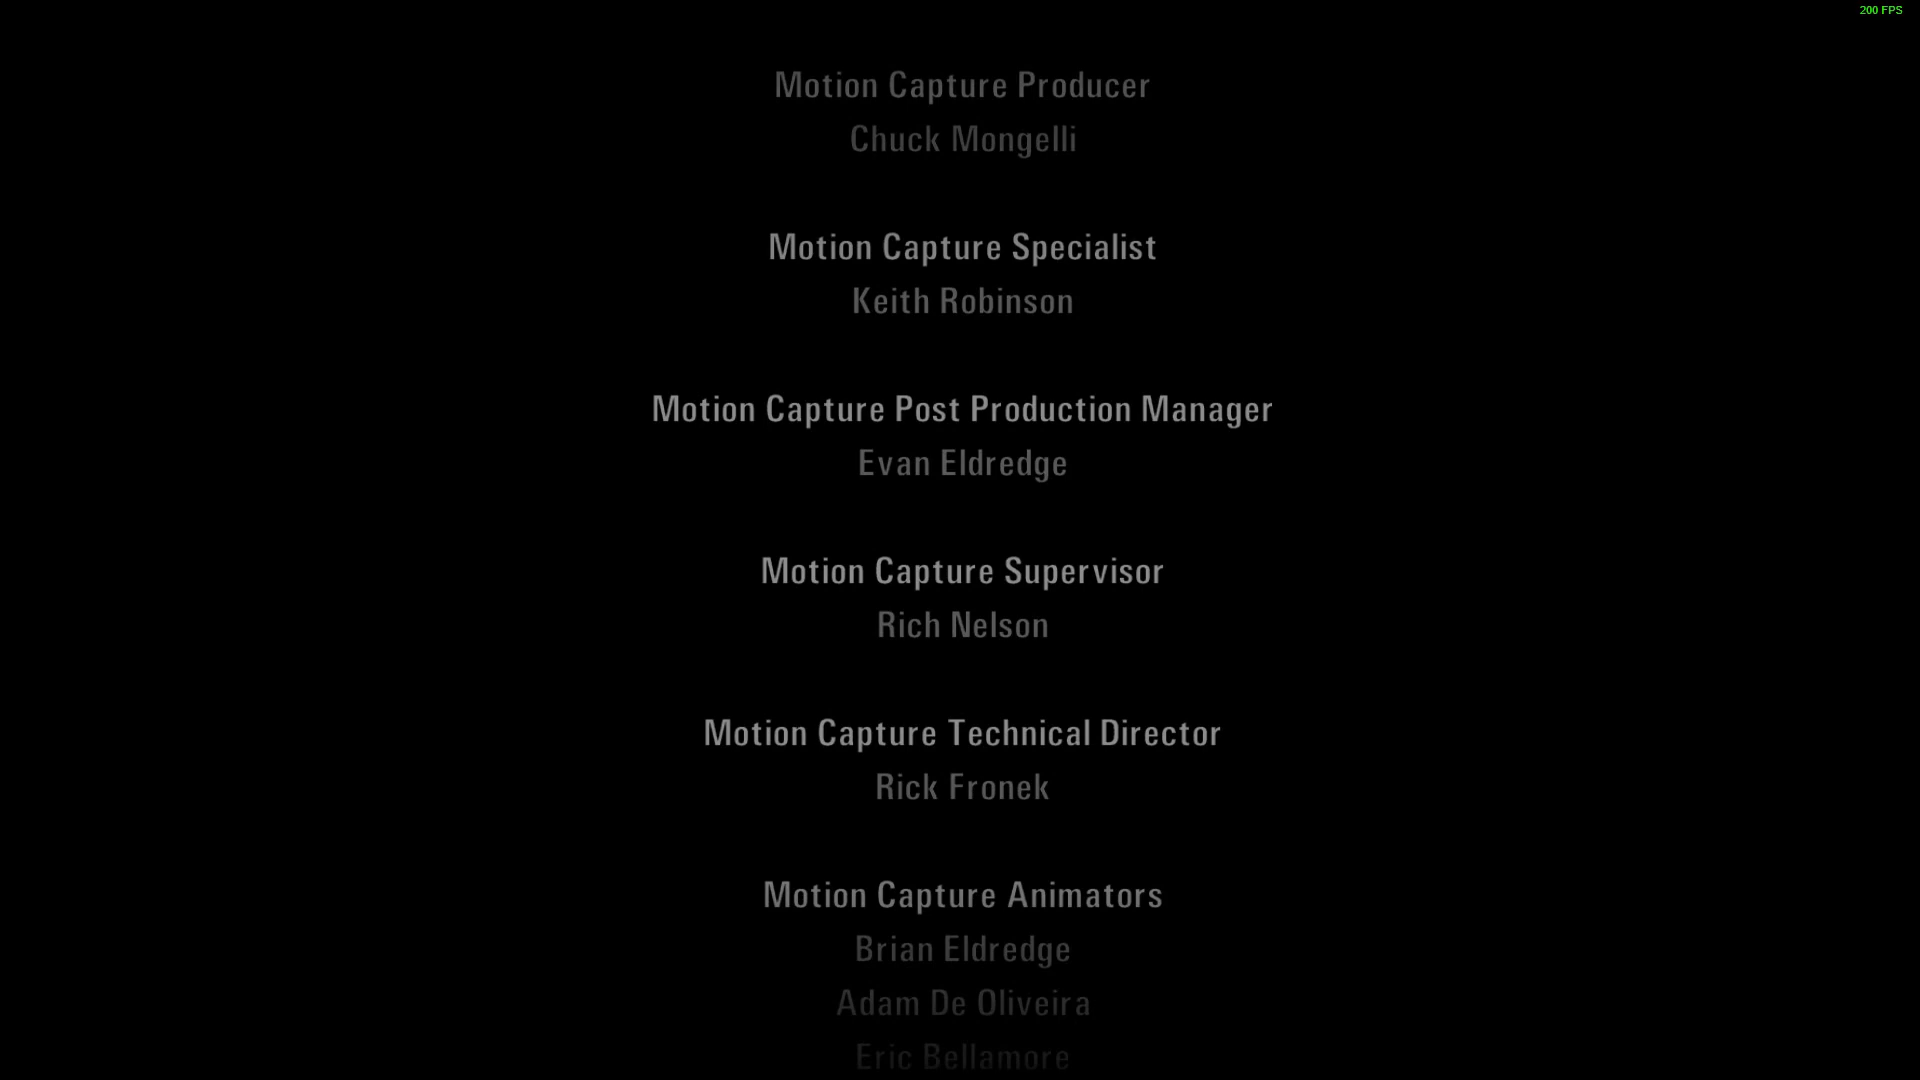 200 FPS
Motion Capture Producer
Chuck Mongelli
Motion Capture Specialist
Keith Robinson
Motion Capture Post Production Manager
Evan Eldredge
Motion Capture Supervisor
Rich Nelson
Motion Capture Technical Director
Rick Fronek
Motion Capture Animators
Brian Eldredge
Adam De Oliveira
Eric Bellamore